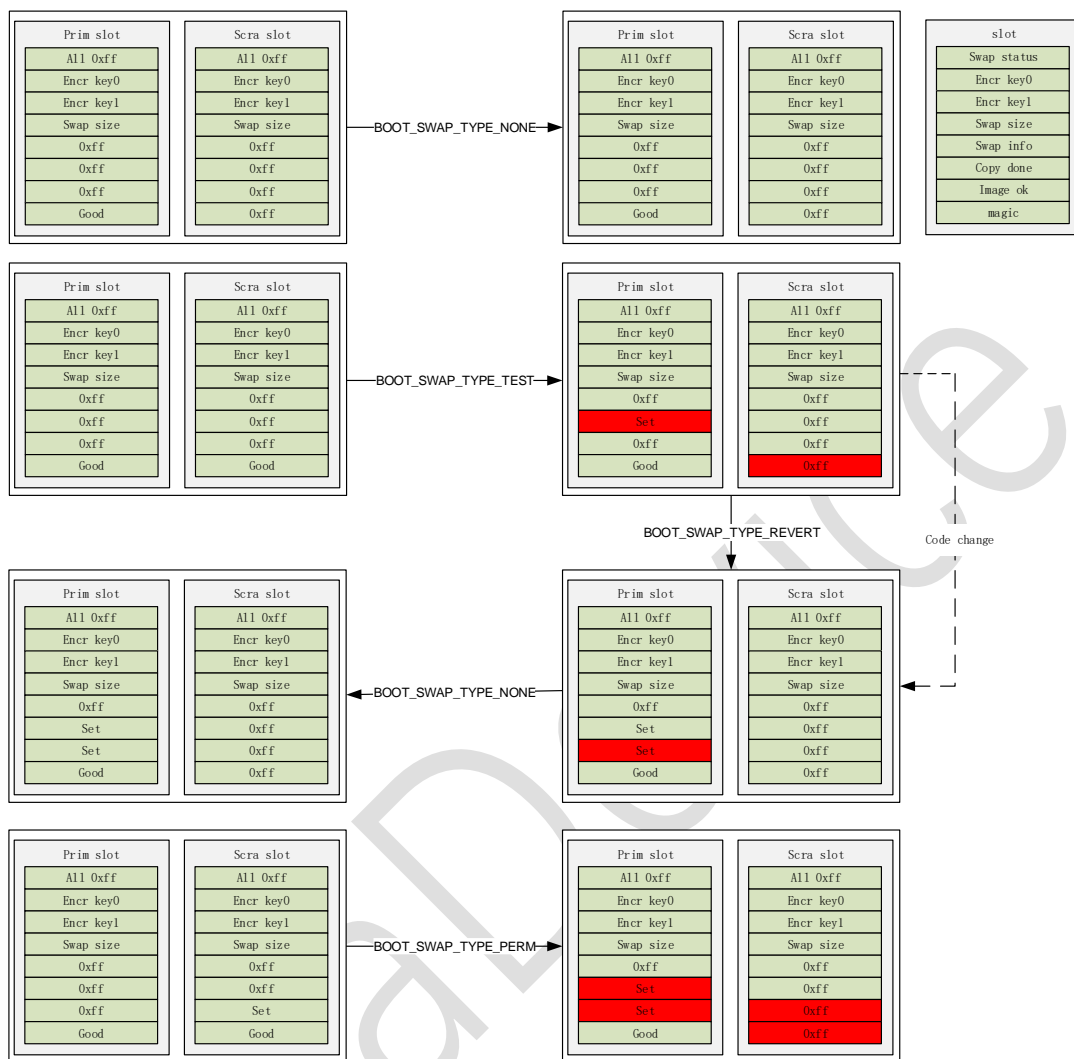 Prim slot
All 0xff
Encr key0
Encr key1
Swap size
0xff
0xff
0xff
Good
Scra slot
All 0xff
Encr key0
Encr key1
Swap size
0xff
0xff
0xff
0xff
BOOT_SWAP_TYPE_NONE
Prim slot
All 0xff
Encr key0
Encr key1
Swap size
0xff
0xff
0xff
Good
Scra slot
All 0xff
Encr key0
Encr key1
Swap size
0xff
0xff
0xff
0xff
slot
Swap status
Encr key0
Encr key1
Swap size
Swap info
Copy done
Image ok
magic
Prim slot
All 0xff
Encr key0
Encr key1
Swap size
0xff
0xff
0xff
Good
Scra slot
All 0xff
Encr key0
Encr key1
Swap size
0xff
0xff
0xff
Good
BOOT_SWAP_TYPE_TEST
Prim slot
All 0xff
Encr key0
Encr key1
Swap size
0xff
Set
0xff
Good
Scra slot
All 0xff
Encr key0
Encr key1
Swap size
0xff
0xff
0xff
0xff
BOOT_SWAP_TYPE_REVERT
Code change
Prim slot
All 0xff
Encr key0
Encr key1
Swap size
0xff
Set
Set
Good
Scra slot
All 0xff
Encr key0
Encr key1
Swap size
0xff
0xff
0xff
0xff
BOOT_SWAP_TYPE_NONE
Prim slot
All 0xff
Encr key0
Encr key1
Swap size
0xff
Set
Set
Good
Scra slot
All 0xff
Encr key0
Encr key1
Swap size
0xff
0xff
0xff
0xff
Prim slot
All 0xff
Encr key0
Encr key1
Swap size
0xff
0xff
0xff
Good
Scra slot
All 0xff
Encr key0
Encr key1
Swap size
0xff
0xff
Set
Good
BOOT_SWAP_TYPE_PERM
Prim slot
All 0xff
Encr key0
Encr key1
Swap size
0xff
Set
Set
Good
Scra slot
All 0xff
Encr key0
Encr key1
Swap size
0xff
0xff
0xff
0xff
aDevice